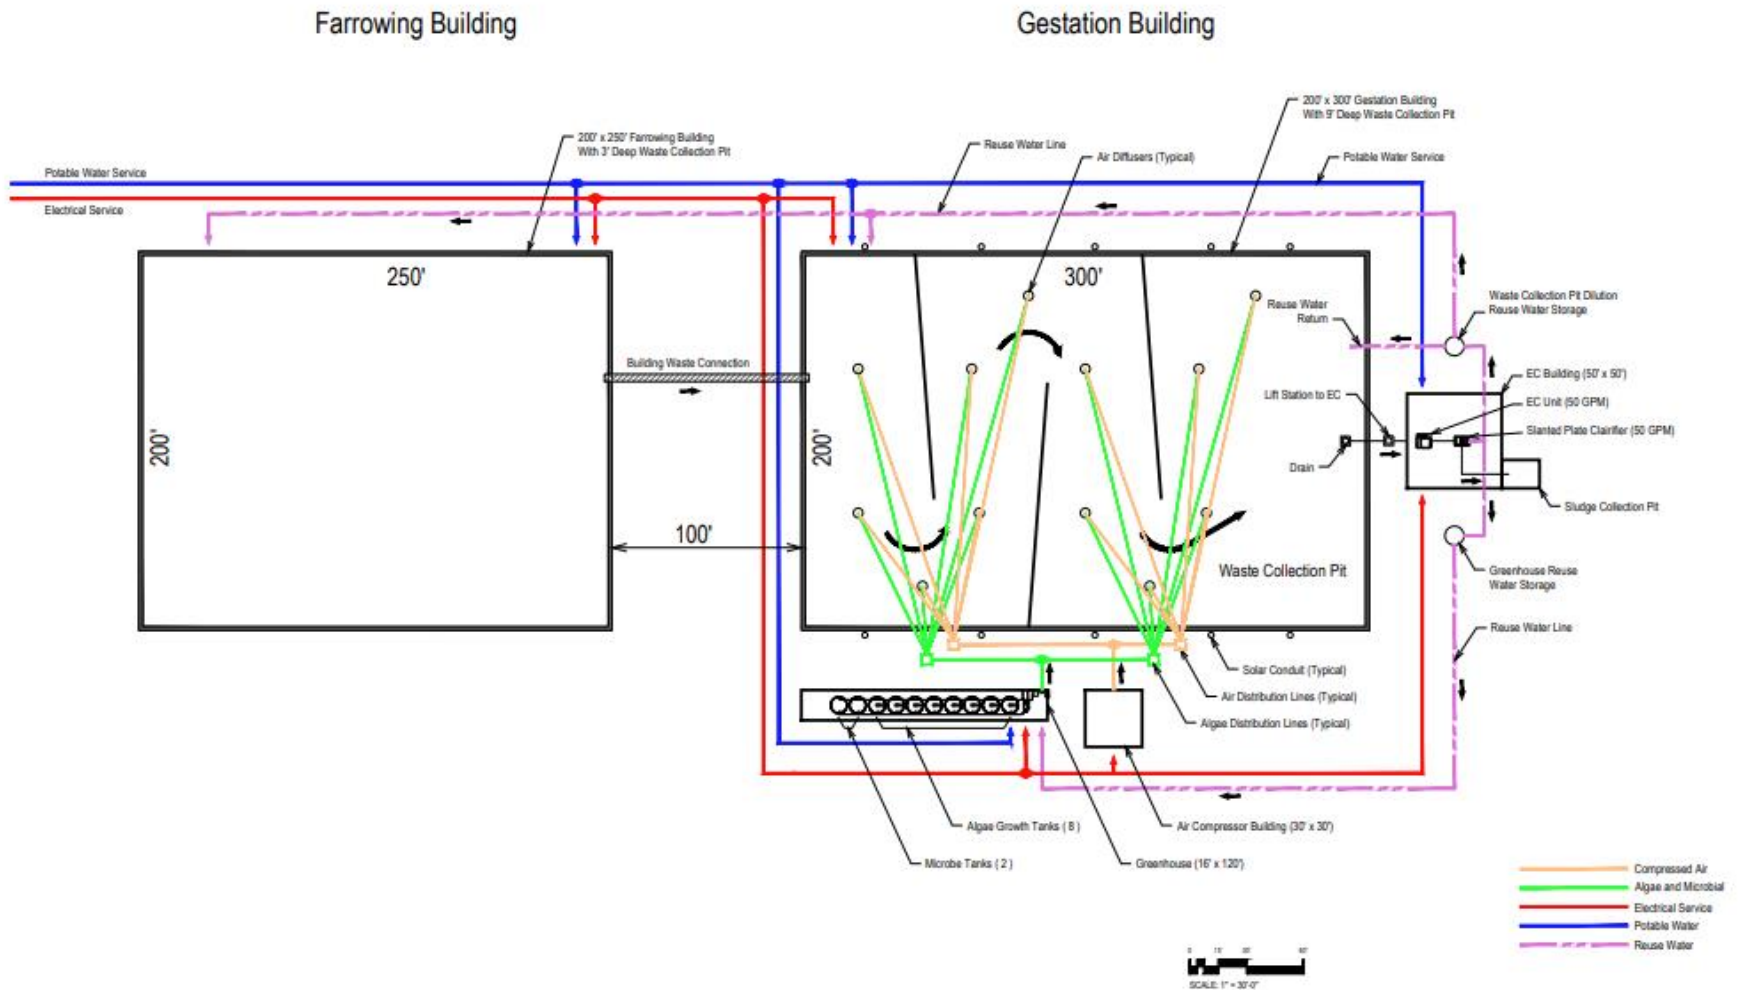 Farrowing Building
Gestation Building
200' x 300' Gestation Building
With 9' Deep Waste Collection Pit
200' x 250' Farrowing Building
With 3' Deep Waste Collection Pit
Reuse Water Line
Air Diffusers (Typical)
Potable Water Service
Potable Water Service
Electrical Service
250'
300'
Reuse Water
Return
Waste Collection Pit Dilution
Reuse Water Storage
Building Waste Connection
EC Building (50' x 50')
Lift Station to EC
EC Unit (50 GPM)
Slanted Plate Clairifier (50 GPM)
200'
200'
Drain
Sludge Collection Pit
100'
Waste Collection Pit
Greenhouse Reuse
Water Storage
Reuse Water Line
Solar Conduit (Typical)
Air Distribution Lines (Typical)
Algae Distribution Lines (Typical)
Algae Growth Tanks ( 8 )
Air Compressor Building (30' x 30')
Microbe Tanks ( 2 )
Greenhouse (16' x 120')
Compressed Air
Algae and Microbial
Electrical Service
Potable Water
Reuse Water
0 15' 30' 60'
SCALE: 1" = 30'-0"